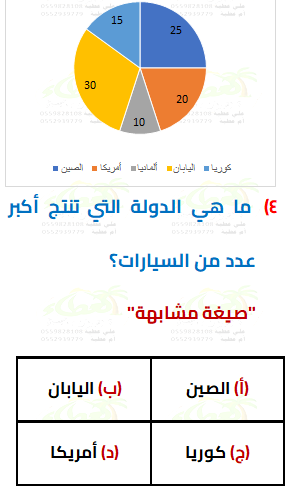 15
25
30
20
10
الصين أمريكا ألمانيا اليابان كوريا
٤) ما هي الدولة التي تنتج أكبر
عدد من السيارات؟
"صيغة مشابهة"
(أ) الصين (ب) اليابان
(ج) كوريا (د) أمريكا